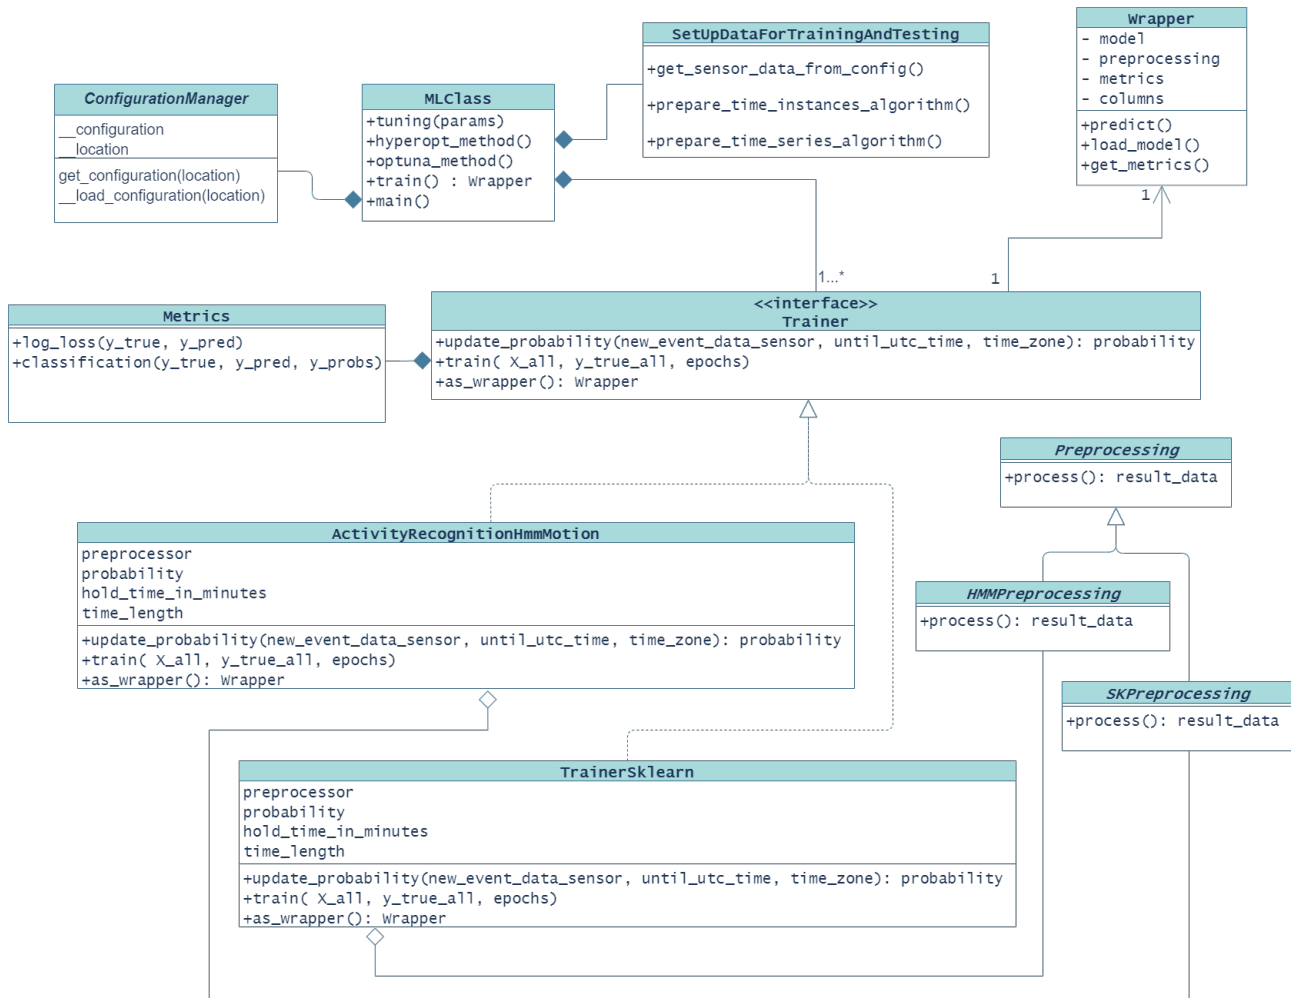 Wrapper
- model
- preprocessing
- metrics
- columns
+predict()
+load_model()
+get_metrics()
SetUpDataForTrainingAndTesting
+get_sensor_data_from_config()
+prepare_time_instances_algorithm()
+prepare_time_series_algorithm()
ConfigurationManager
__configuration
__location
get_configuration(location)
__load_configuration(location)
MLClass
+tuning(params)
+hyperopt_method()
+optuna_method()
+train() : Wrapper
+main()
1
1...*
1
Metrics
+log_loss(y_true, y_pred)
+classification(y_true, y_pred, y_probs)
<<interface>>
Trainer
+update_probability(new_event_data_sensor, until_utc_time, time_zone): probability
+train( X_all, y_true_all, epochs)
+as_wrapper(): Wrapper
Preprocessing
+process(): result_data
ActivityRecognitionHmmMotion
preprocessor
probability
hold_time_in_minutes
time_length
+update_probability(new_event_data_sensor, until_utc_time, time_zone): probability
+train( X_all, y_true_all, epochs)
+as_wrapper(): Wrapper
HMMPreprocessing
+process(): result_data
SKPreprocessing
+process(): result_data
TrainerSklearn
preprocessor
probability
hold_time_in_minutes
time_length
+update_probability(new_event_data_sensor, until_utc_time, time_zone): probability
+train( X_all, y_true_all, epochs)
+as_wrapper(): Wrapper